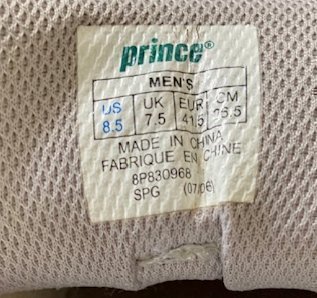 prince®
MEN'S
US UK EUR CM
8.5 7.5 41.5 26.5
MADE IN CHINA
FABRIQUE EN CHINE
8P830968
SPG (07/06)